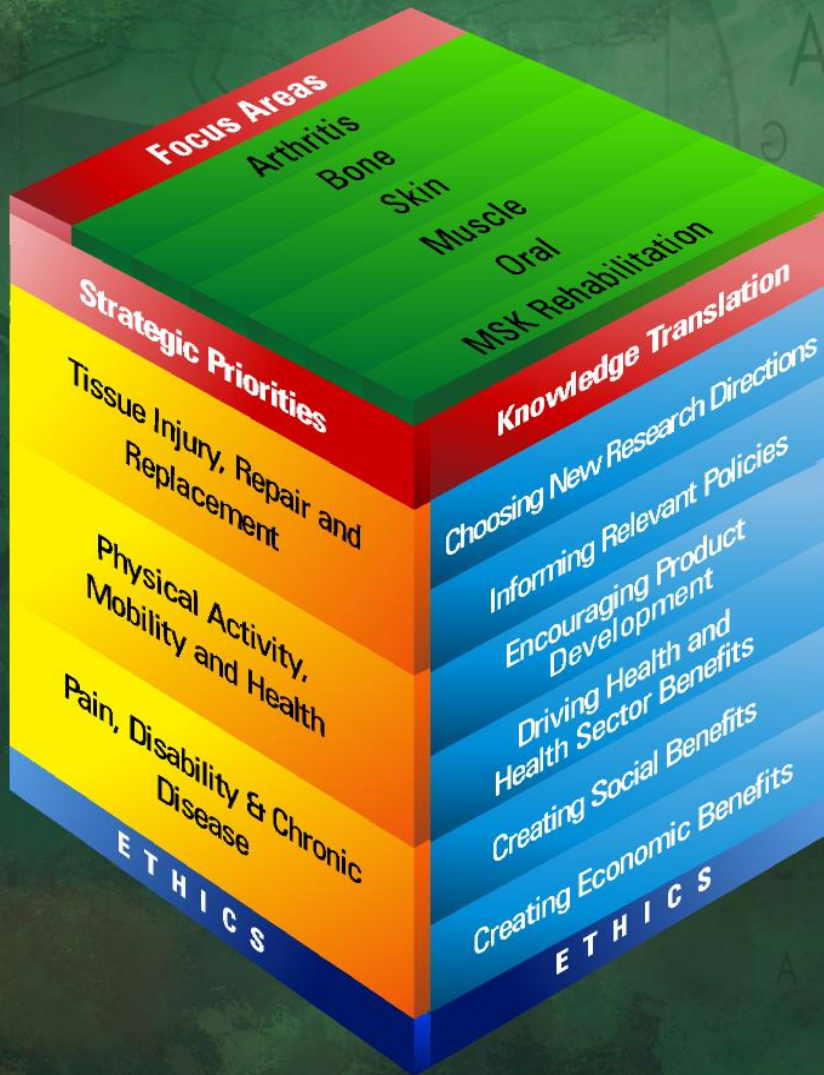 Focus Areas
Arthritis
Bone
Skin
Muscle
Oral
MSK Rehabilitation
Strategic Priorities
Tissue Injury, Repair and
Replacement
Physical Activity,
Mobility and Health
Pain, Disability & Chronic
Disease
ETHICS
Knowledge Translation
Choosing New Research Directions
Informing Relevant Policies
Encouraging Product
Development
Driving Health and
Health Sector Benefits
Creating Social Benefits
Creating Economic Benefits
ETHICS
A
G
A